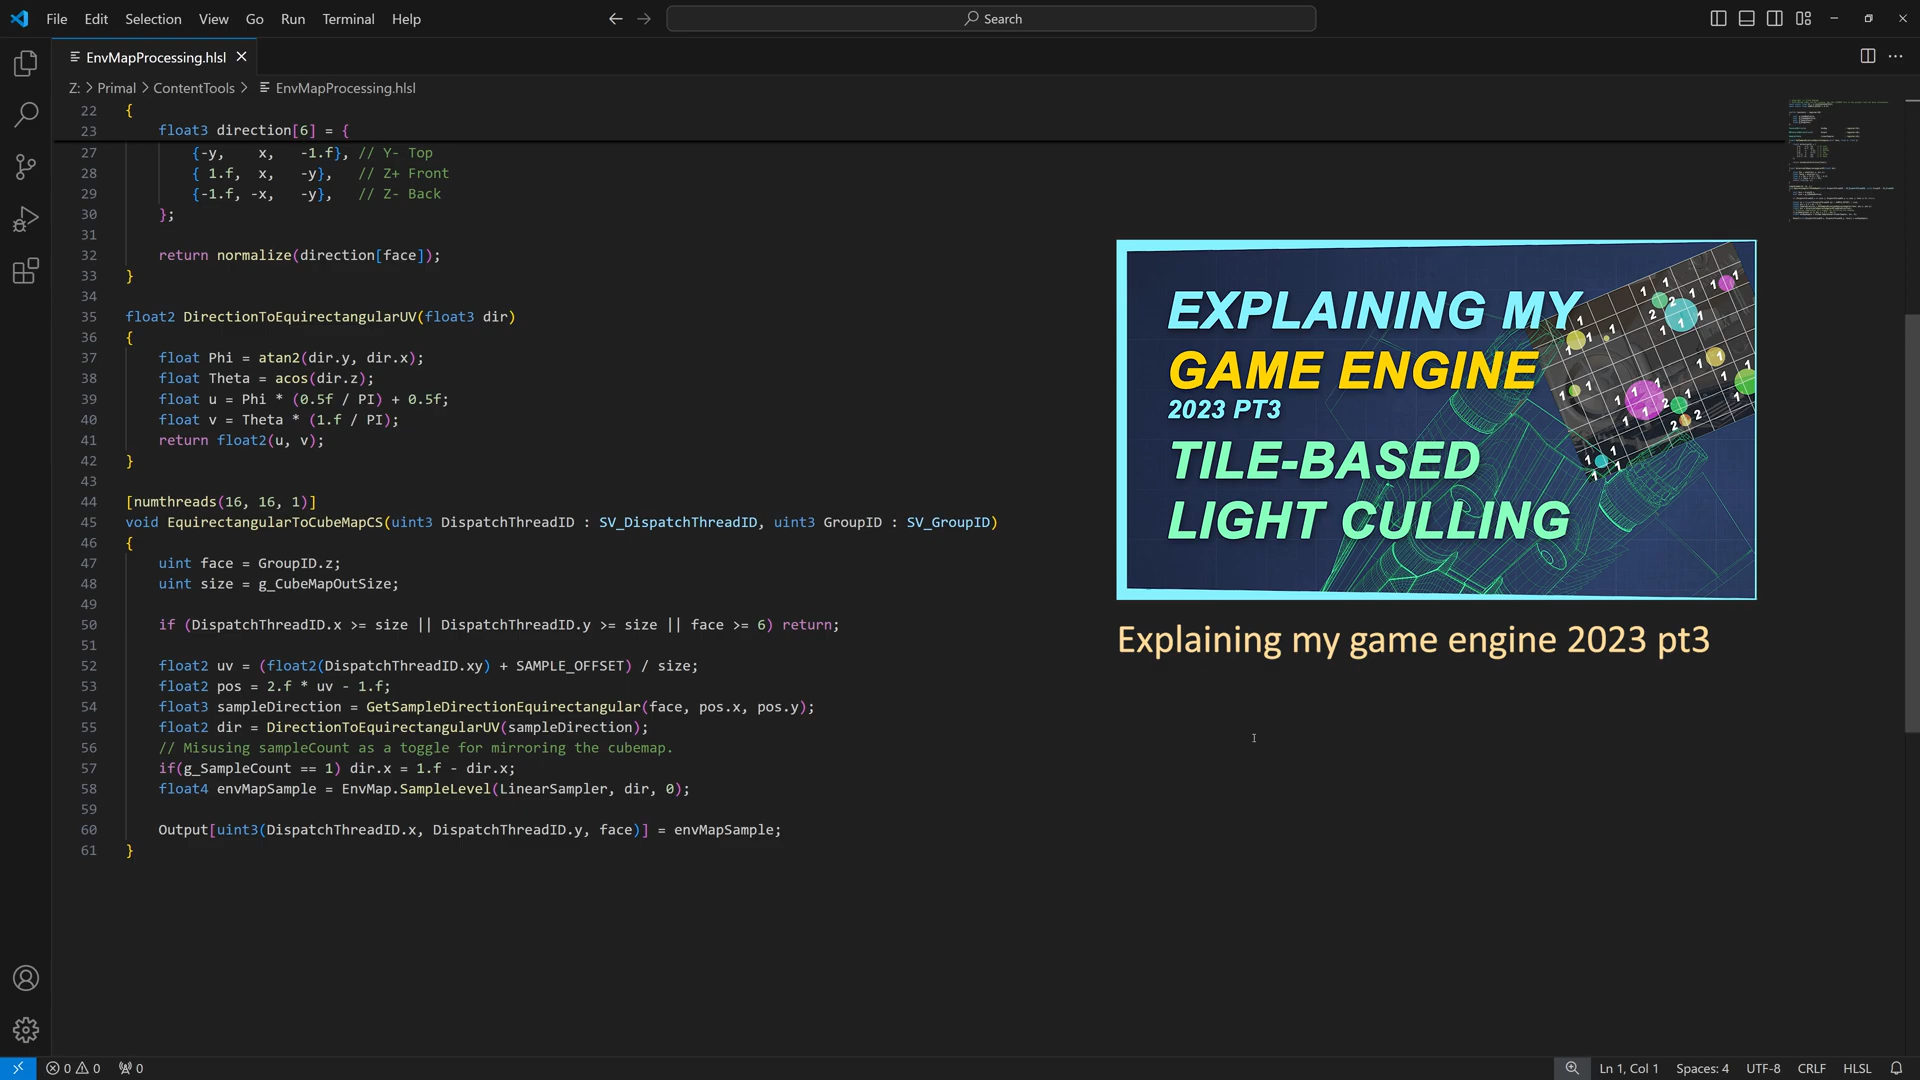 File Edit Selection View Go Run Terminal Help
Search
EnvMapProcessing.hlsl
Z: > Primal > ContentTools > EnvMapProcessing.hlsl
22 {
23 float3 direction[6] = {
27 {-y, x, -1.f}, // Y- Top
28 { 1.f, x, -y}, // Z+ Front
29 {-1.f, -x, -y}, // Z- Back
30 };
31
32 return normalize(direction[face]);
33 }
34
35 float2 DirectionToEquirectangularUV(float3 dir)
36 {
37 float Phi = atan2(dir.y, dir.x);
38 float Theta = acos(dir.z);
39 float u = Phi * (0.5f / PI) + 0.5f;
40 float v = Theta * (1.f / PI);
41 return float2(u, v);
42 }
43
44 [numthreads(16, 16, 1)]
45 void EquirectangularToCubeMapCS(uint3 DispatchThreadID : SV_DispatchThreadID, uint3 GroupID : SV_GroupID)
46 {
47 uint face = GroupID.z;
48 uint size = g_CubeMapOutSize;
49
50 if (DispatchThreadID.x >= size || DispatchThreadID.y >= size || face >= 6) return;
51
52 float2 uv = (float2(DispatchThreadID.xy) + SAMPLE_OFFSET) / size;
53 float2 pos = 2.f * uv - 1.f;
54 float3 sampleDirection = GetSampleDirectionEquirectangular(face, pos.x, pos.y);
55 float2 dir = DirectionToEquirectangularUV(sampleDirection);
56 // Misusing sampleCount as a toggle for mirroring the cubemap.
57 if(g_SampleCount == 1) dir.x = 1.f - dir.x;
58 float4 envMapSample = EnvMap.SampleLevel(LinearSampler, dir, 0);
59
60 Output[uint3(DispatchThreadID.x, DispatchThreadID.y, face)] = envMapSample;
61 }
EXPLAINING MY
GAME ENGINE
2023 PT3
TILE-BASED
LIGHT CULLING
Explaining my game engine 2023 pt3
0 0 0
Ln 1, Col 1 Spaces: 4 UTF-8 CRLF HLSL